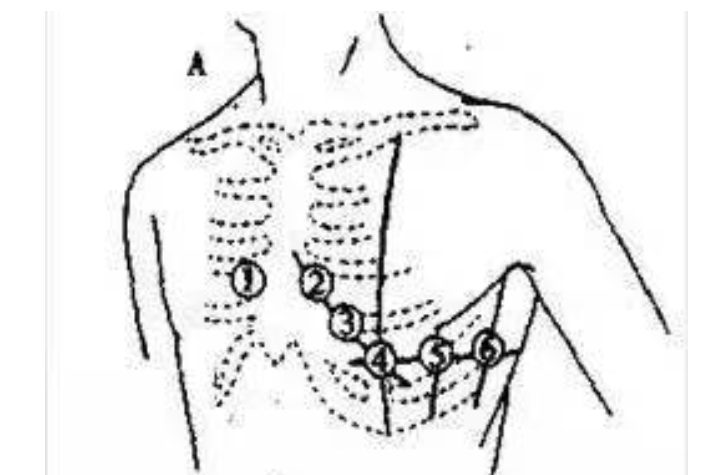 A
① ② ③ ④ ⑤ ⑥